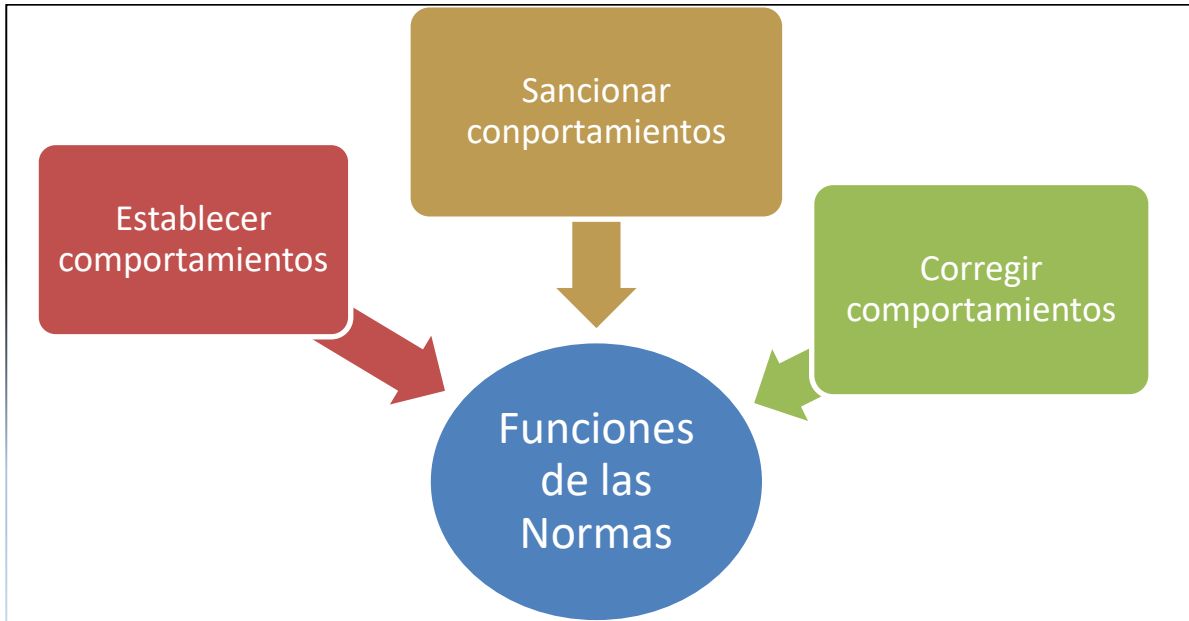 Sancionar
conportamientos
Establecer
comportamientos
Corregir
comportamientos
Funciones
de las
Normas